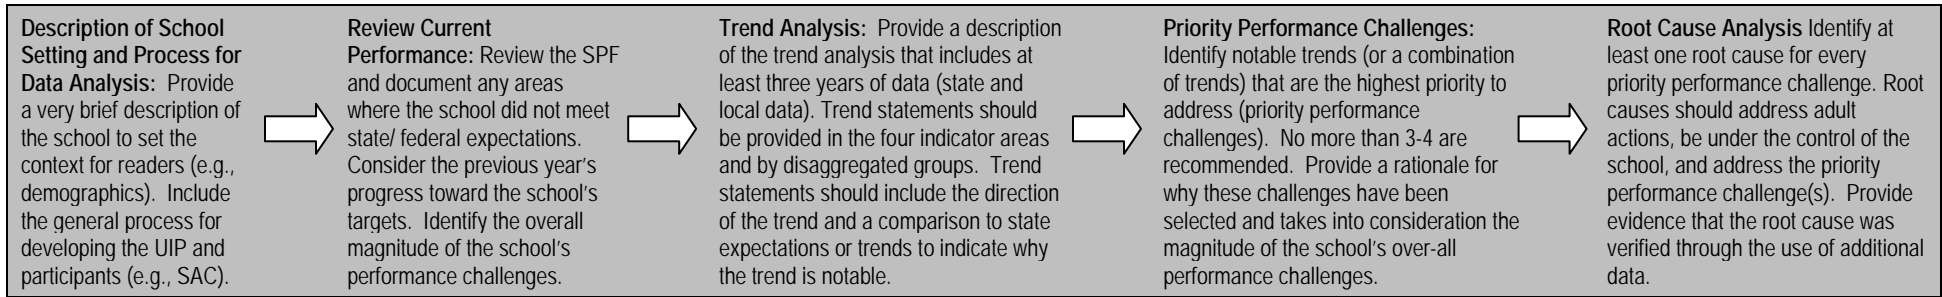 Description of School
Setting and Process for
Data Analysis: Provide
a very brief description of
the school to set the
context for readers (e.g.,
demographics). Include
the general process for
developing the UIP and
participants (e.g., SAC).
Review Current
Performance: Review the SPF
and document any areas
where the school did not meet
state/ federal expectations.
Consider the previous year's
progress toward the school's
targets. Identify the overall
magnitude of the school's
performance challenges.
Trend Analysis: Provide a description
of the trend analysis that includes at
least three years of data (state and
local data). Trend statements should
be provided in the four indicator areas
and by disaggregated groups. Trend
statements should include the direction
of the trend and a comparison to state
expectations or trends to indicate why
the trend is notable.
Priority Performance Challenges:
Identify notable trends (or a combination
of trends) that are the highest priority to
address (priority performance
challenges). No more than 3-4 are
recommended. Provide a rationale for
why these challenges have been
selected and takes into consideration the
magnitude of the school's over-all
performance challenges.
Root Cause Analysis Identify at
least one root cause for every
priority performance challenge. Root
causes should address adult
actions, be under the control of the
school, and address the priority
performance challenge(s). Provide
evidence that the root cause was
verified through the use of additional
data.